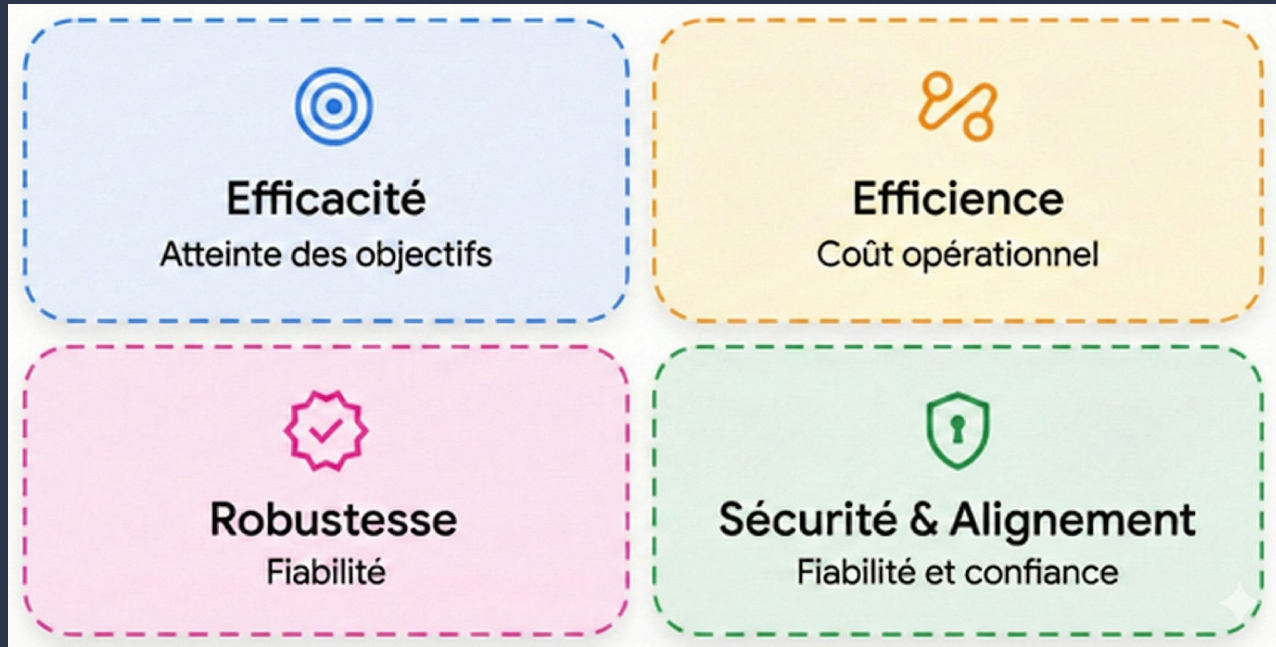 Efficacité
Atteinte des objectifs
Efficience
Coût opérationnel
Robustesse
Fiabilité
Sécurité & Alignement
Fiabilité et confiance